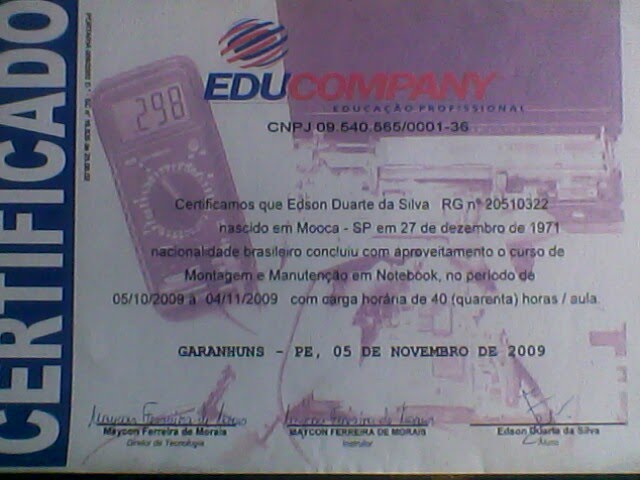 CERTIFICADO
298
EDUCOMPANY
EDUCAÇÃO PROFISSIONAL
CNPJ 09.540.565/0001-36
Certificamos que Edson Duarte da Silva RG nº 20510322
nascido em Mooca - SP em 27 de dezembro de 1971
nacionalidade brasileiro concluiu com aproveitamento o curso de
Montagem e Manutenção em Notebook, no período de
05/10/2009 à 04/11/2009 com carga horária de 40 (quarenta) horas / aula.
GARANHUNS - PE, 05 DE NOVEMBRO DE 2009
Maycon Ferreira de Morais
Diretor de Tecnologia
MAYCON FERREIRA DE MORAIS
Instrutor
Edson Duarte da Silva
Aluno